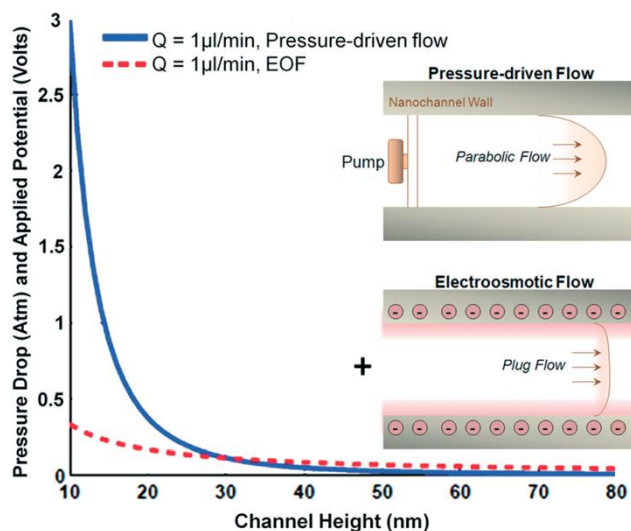 Pressure Drop (Atm) and Applied Potential (Volts)
3
2.5
2
1.5
1
0.5
0
10 20 30 40 50 60 70 80
Channel Height (nm)
Q = 1µl/min, Pressure-driven flow
Q = 1µl/min, EOF
Pressure-driven Flow
Nanochannel Wall
Pump
Parabolic Flow
Electroosmotic Flow
- - - - - - - - -
+
Plug Flow
- - - - - - - - -